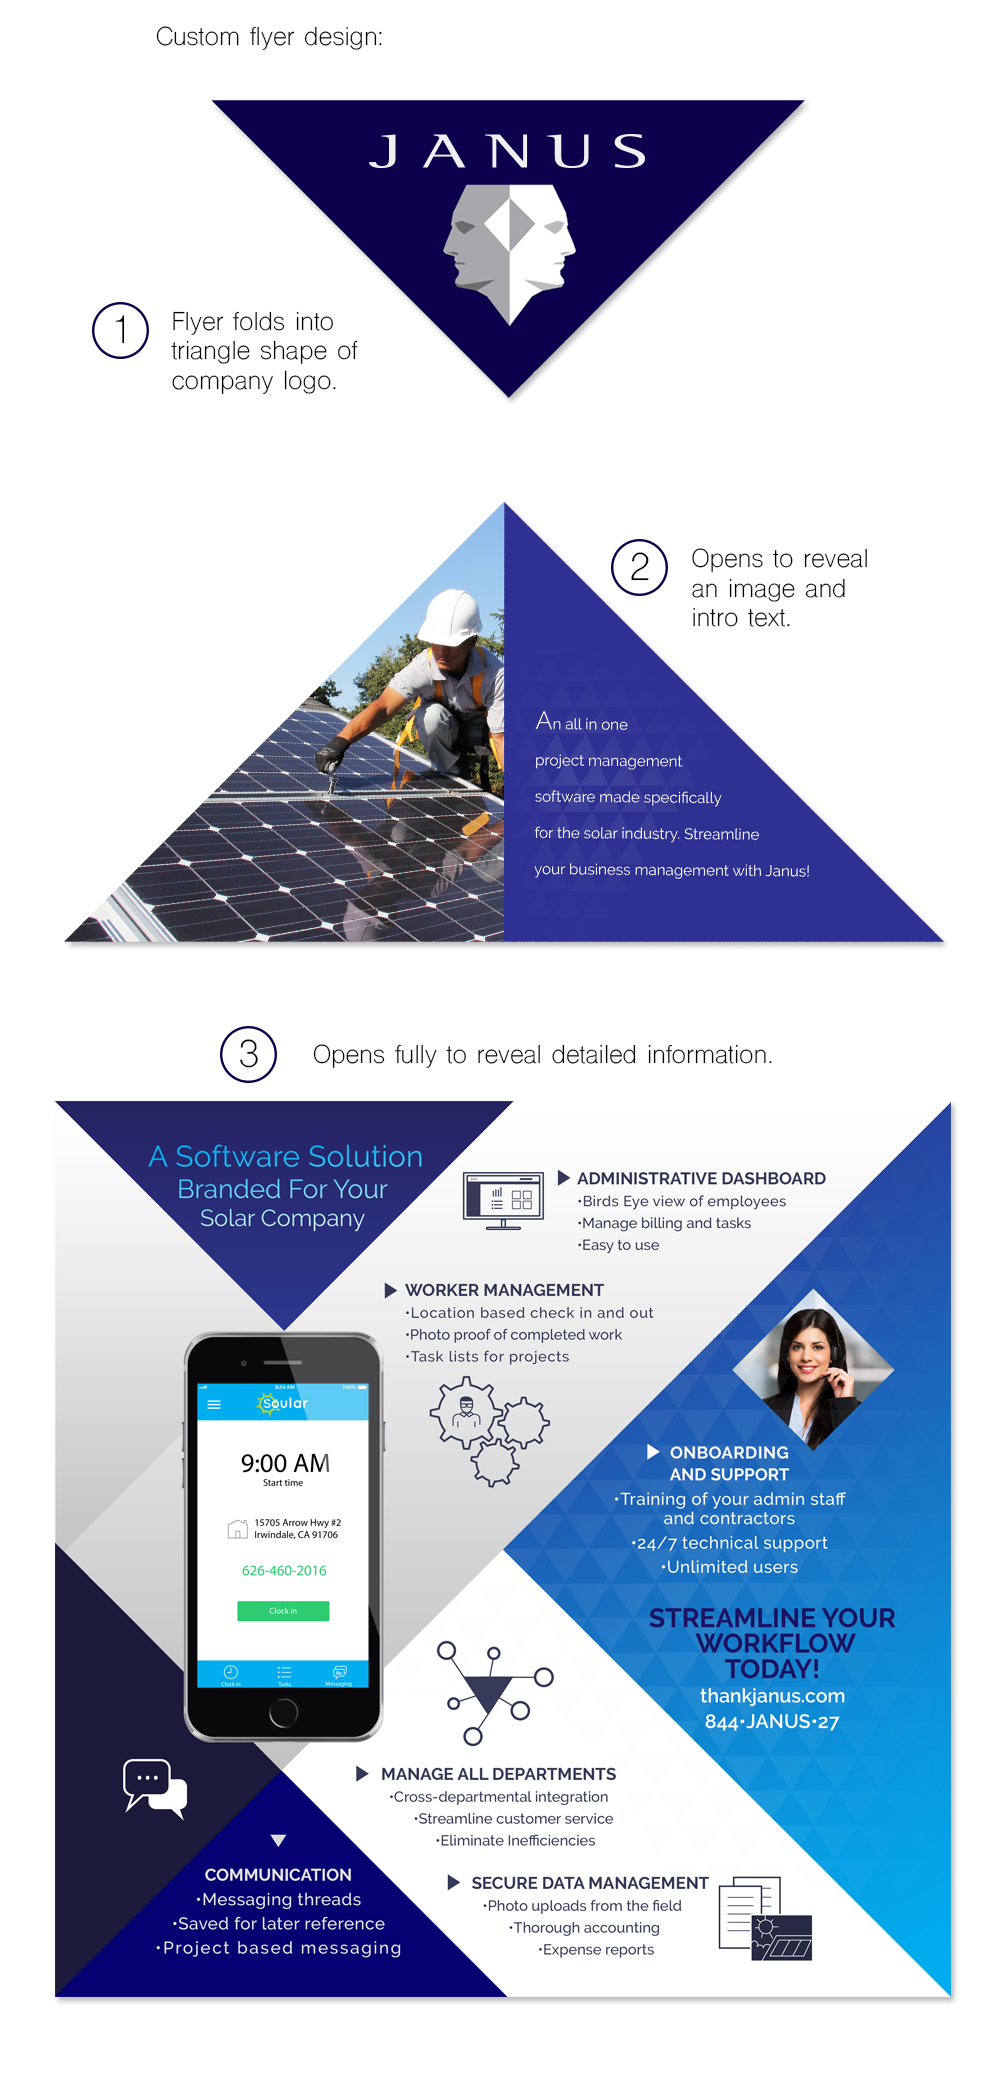 Custom flyer design:
JANUS
1
Flyer folds into
triangle shape of
company logo.
2
Opens to reveal
an image and
intro text.
An all in one
project management
software made specifically
for the solar industry. Streamline
your business management with Janus!
3
Opens fully to reveal detailed information.
A Software Solution
Branded For Your
Solar Company
ADMINISTRATIVE DASHBOARD
•Birds Eye view of employees
•Manage billing and tasks
•Easy to use
WORKER MANAGEMENT
•Location based check in and out
•Photo proof of completed work
•Task lists for projects
8:54 AM
100%
Soular
9:00 AM
Start time
15705 Arrow Hwy #2
Irwindale, CA 91706
626-460-2016
Clock in
Clock in
Tasks
Messaging
ONBOARDING
AND SUPPORT
•Training of your admin staff
and contractors
•24/7 technical support
•Unlimited users
STREAMLINE YOUR
WORKFLOW
TODAY!
thankjanus.com
844•JANUS•27
MANAGE ALL DEPARTMENTS
•Cross-departmental integration
•Streamline customer service
•Eliminate Inefficiencies
COMMUNICATION
•Messaging threads
•Saved for later reference
•Project based messaging
SECURE DATA MANAGEMENT
•Photo uploads from the field
•Thorough accounting
•Expense reports